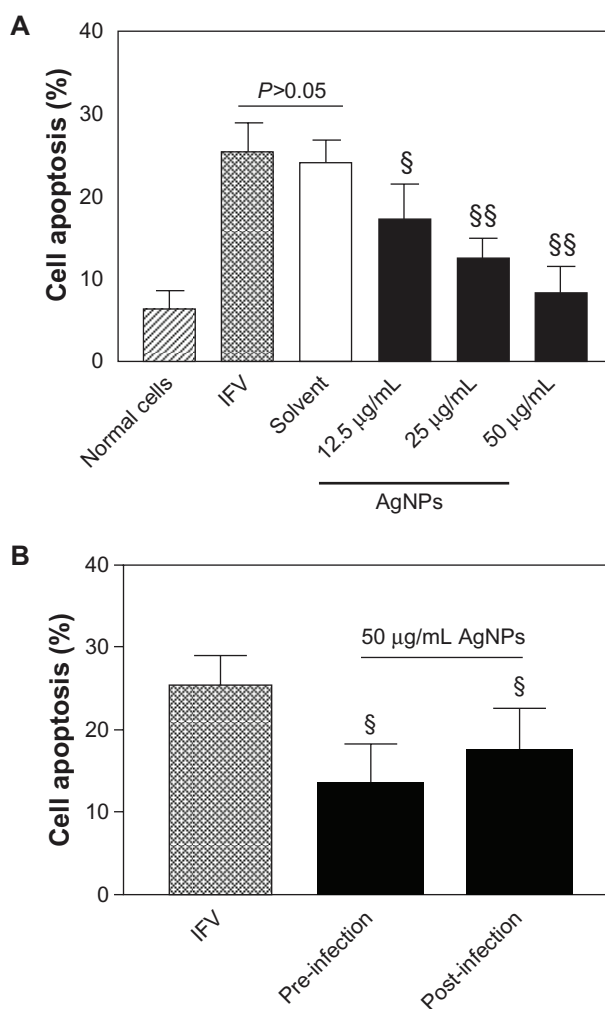 A
Cell apoptosis (%)
40
30
20
10
0
P>0.05
§
§§
§§
Normal cells
IFV
Solvent
12.5 µg/mL
25 µg/mL
50 µg/mL
AgNPs
B
Cell apoptosis (%)
40
30
20
10
0
50 µg/mL AgNPs
§
§
IFV
Pre-infection
Post-infection